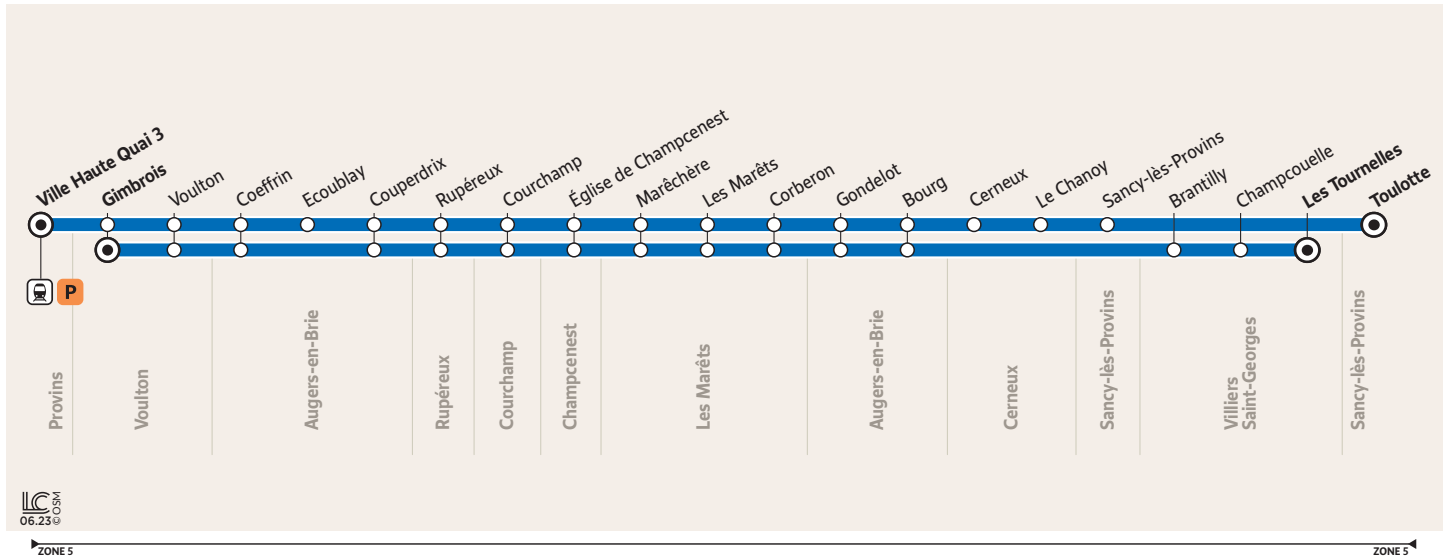 Ville Haute Quai 3
Gimbrois
Voulton
Coeffrin
Ecoublay
Couperdrix
Rupéreux
Courchamp
Église de Champcenest
Marêchère
Les Marêts
Corberon
Gondelot
Bourg
Cerneux
Le Chanoy
Sancy-lès-Provins
Brantilly
Champcouelle
Les Tournelles
Toulotte
P
Provins
Voulton
Augers-en-Brie
Rupéreux
Courchamp
Champcenest
Les Marêts
Augers-en-Brie
Cerneux
Sancy-lès-Provins
Villiers
Saint-Georges
Sancy-lès-Provins
LC
06.23 © OSM
ZONE 5
ZONE 5